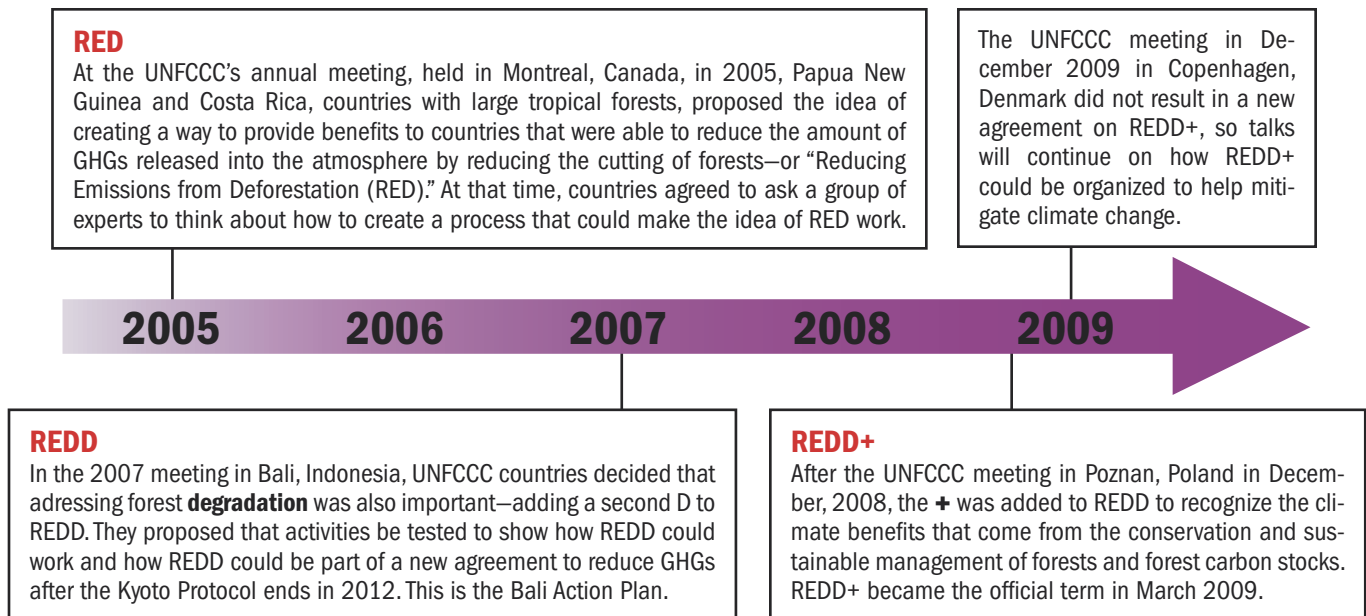 RED
At the UNFCCC's annual meeting, held in Montreal, Canada, in 2005, Papua New
Guinea and Costa Rica, countries with large tropical forests, proposed the idea of
creating a way to provide benefits to countries that were able to reduce the amount of
GHGs released into the atmosphere by reducing the cutting of forests—or “Reducing
Emissions from Deforestation (RED).” At that time, countries agreed to ask a group of
experts to think about how to create a process that could make the idea of RED work.
The UNFCCC meeting in De-
cember 2009 in Copenhagen,
Denmark did not result in a new
agreement on REDD+, so talks
will continue on how REDD+
could be organized to help miti-
gate climate change.
2005 2006 2007 2008 2009
REDD
In the 2007 meeting in Bali, Indonesia, UNFCCC countries decided that
adressing forest degradation was also important—adding a second D to
REDD. They proposed that activities be tested to show how REDD could
work and how REDD could be part of a new agreement to reduce GHGs
after the Kyoto Protocol ends in 2012. This is the Bali Action Plan.
REDD+
After the UNFCCC meeting in Poznan, Poland in Decem-
ber, 2008, the + was added to REDD to recognize the cli-
mate benefits that come from the conservation and sus-
tainable management of forests and forest carbon stocks.
REDD+ became the official term in March 2009.